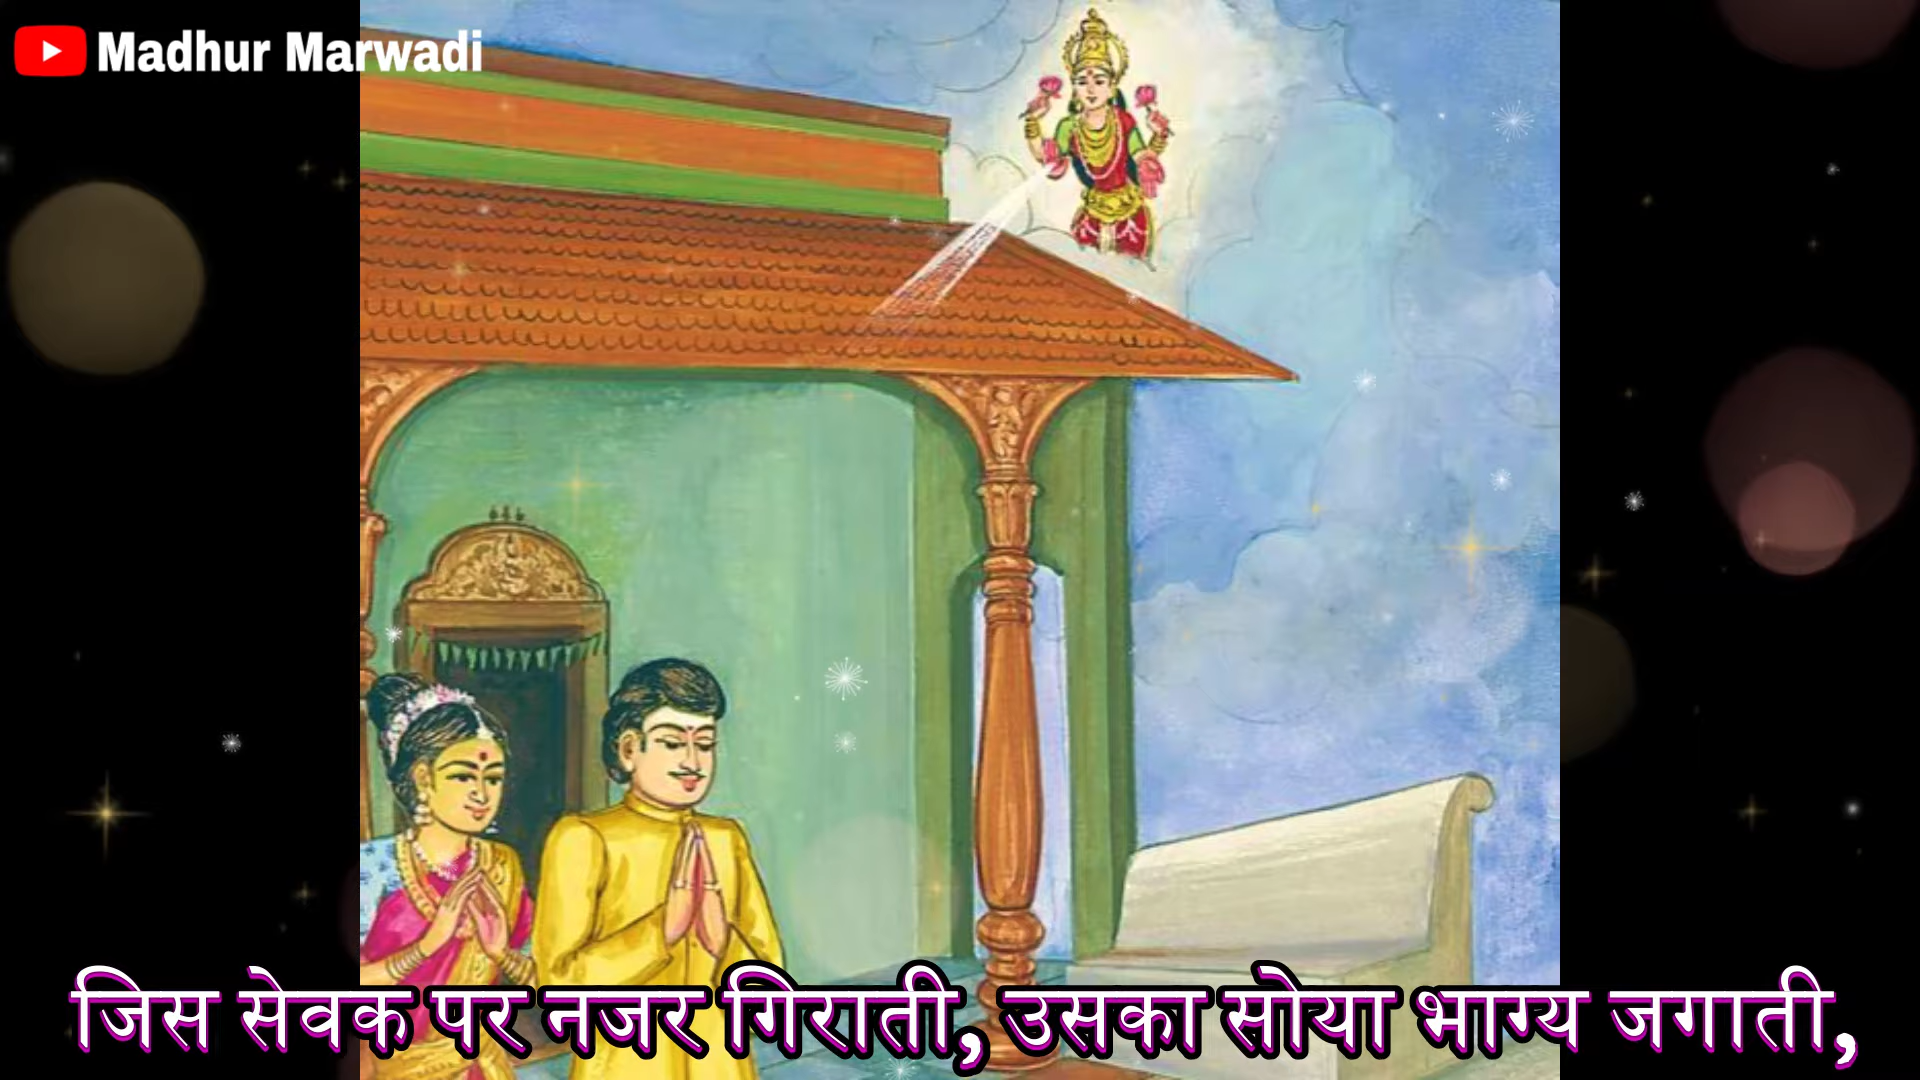 Madhur Marwadi
जिस सेवक पर नजर गिराती, उसका सोया भाग्य जगाती,